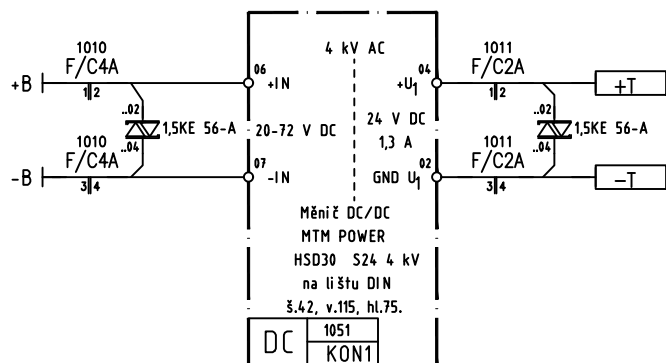 1010
F/C4A
+B
1 2
..02
1,5KE 56-A
..04
1010
F/C4A
-B
3 4
4 kV AC
06
+IN
04
+U1
20-72 V DC
24 V DC
1,3 A
07
-IN
02
GND U1
Měnič DC/DC
MTM POWER
HSD30 S24 4 kV
na lištu DIN
š.42, v.115, hl.75.
DC
1051
KON1
1011
F/C2A
1 2
+T
..02
1,5KE 56-A
..04
1011
F/C2A
3 4
-T